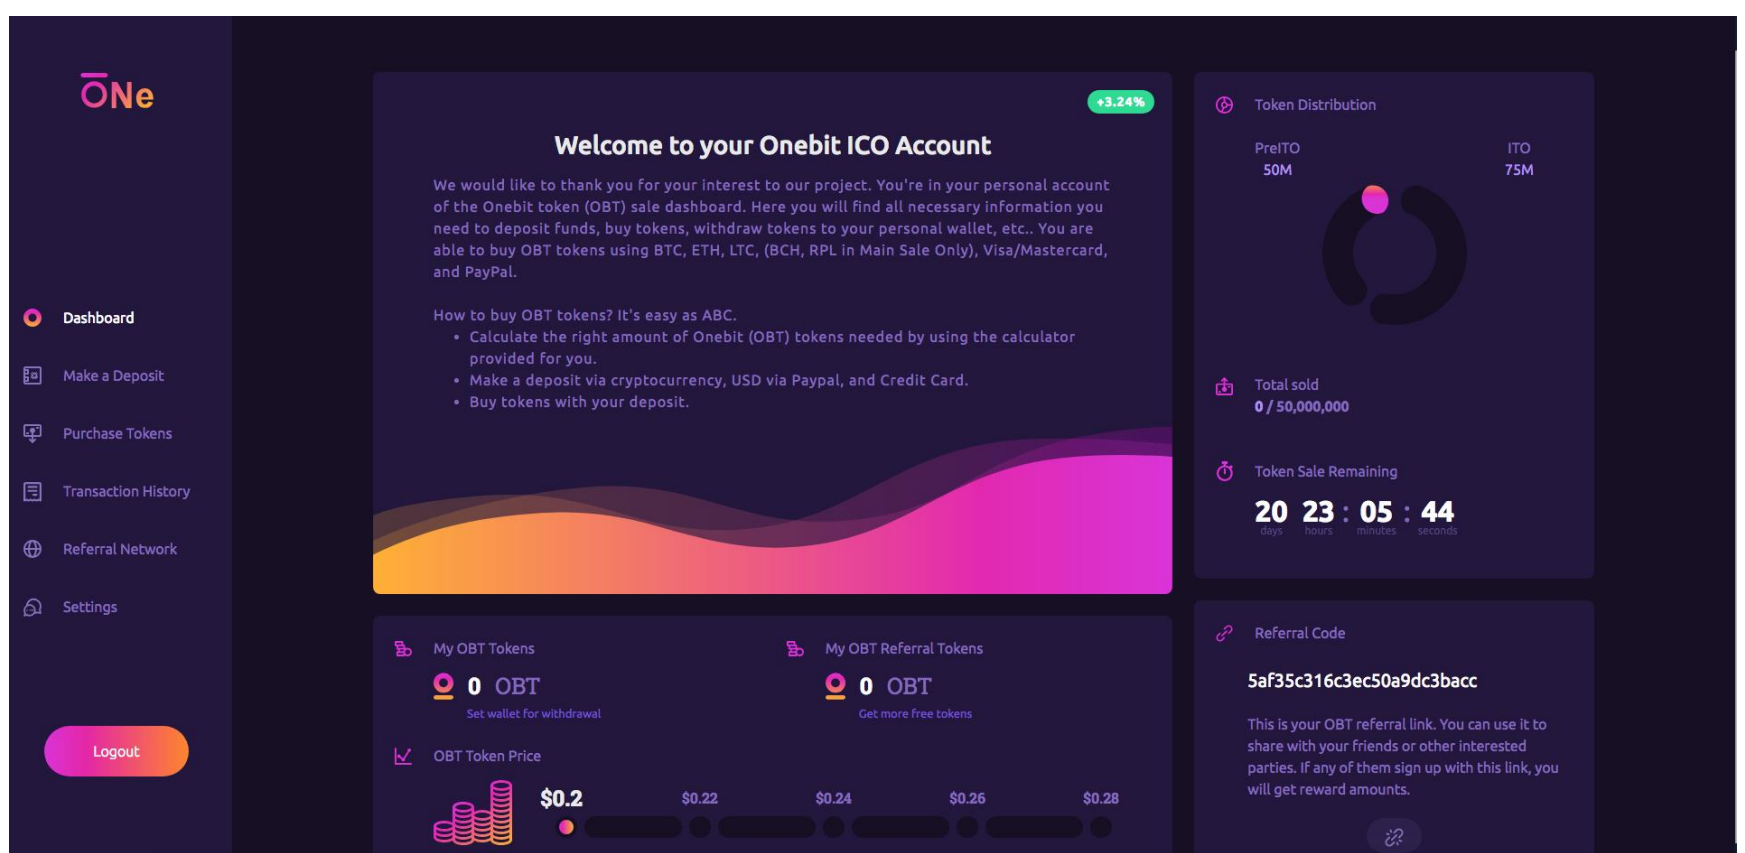 ŌNe
Dashboard
Make a Deposit
Purchase Tokens
Transaction History
Referral Network
Settings
Logout
+3.24%
Welcome to your Onebit ICO Account
We would like to thank you for your interest to our project. You're in your personal account
of the Onebit token (OBT) sale dashboard. Here you will find all necessary information you
need to deposit funds, buy tokens, withdraw tokens to your personal wallet, etc.. You are
able to buy OBT tokens using BTC, ETH, LTC, (BCH, RPL in Main Sale Only), Visa/Mastercard,
and PayPal.
How to buy OBT tokens? It's easy as ABC.
• Calculate the right amount of Onebit (OBT) tokens needed by using the calculator
provided for you.
• Make a deposit via cryptocurrency, USD via Paypal, and Credit Card.
• Buy tokens with your deposit.
My OBT Tokens
0 OBT
Set wallet for withdrawal
My OBT Referral Tokens
0 OBT
Get more free tokens
OBT Token Price
$0.2 $0.22 $0.24 $0.26 $0.28
Token Distribution
PreITO ITO
50M 75M
Total sold
0 / 50,000,000
Token Sale Remaining
20 23 : 05 : 44
days hours minutes seconds
Referral Code
5af35c316c3ec50a9dc3bacc
This is your OBT referral link. You can use it to
share with your friends or other interested
parties. If any of them sign up with this link, you
will get reward amounts.